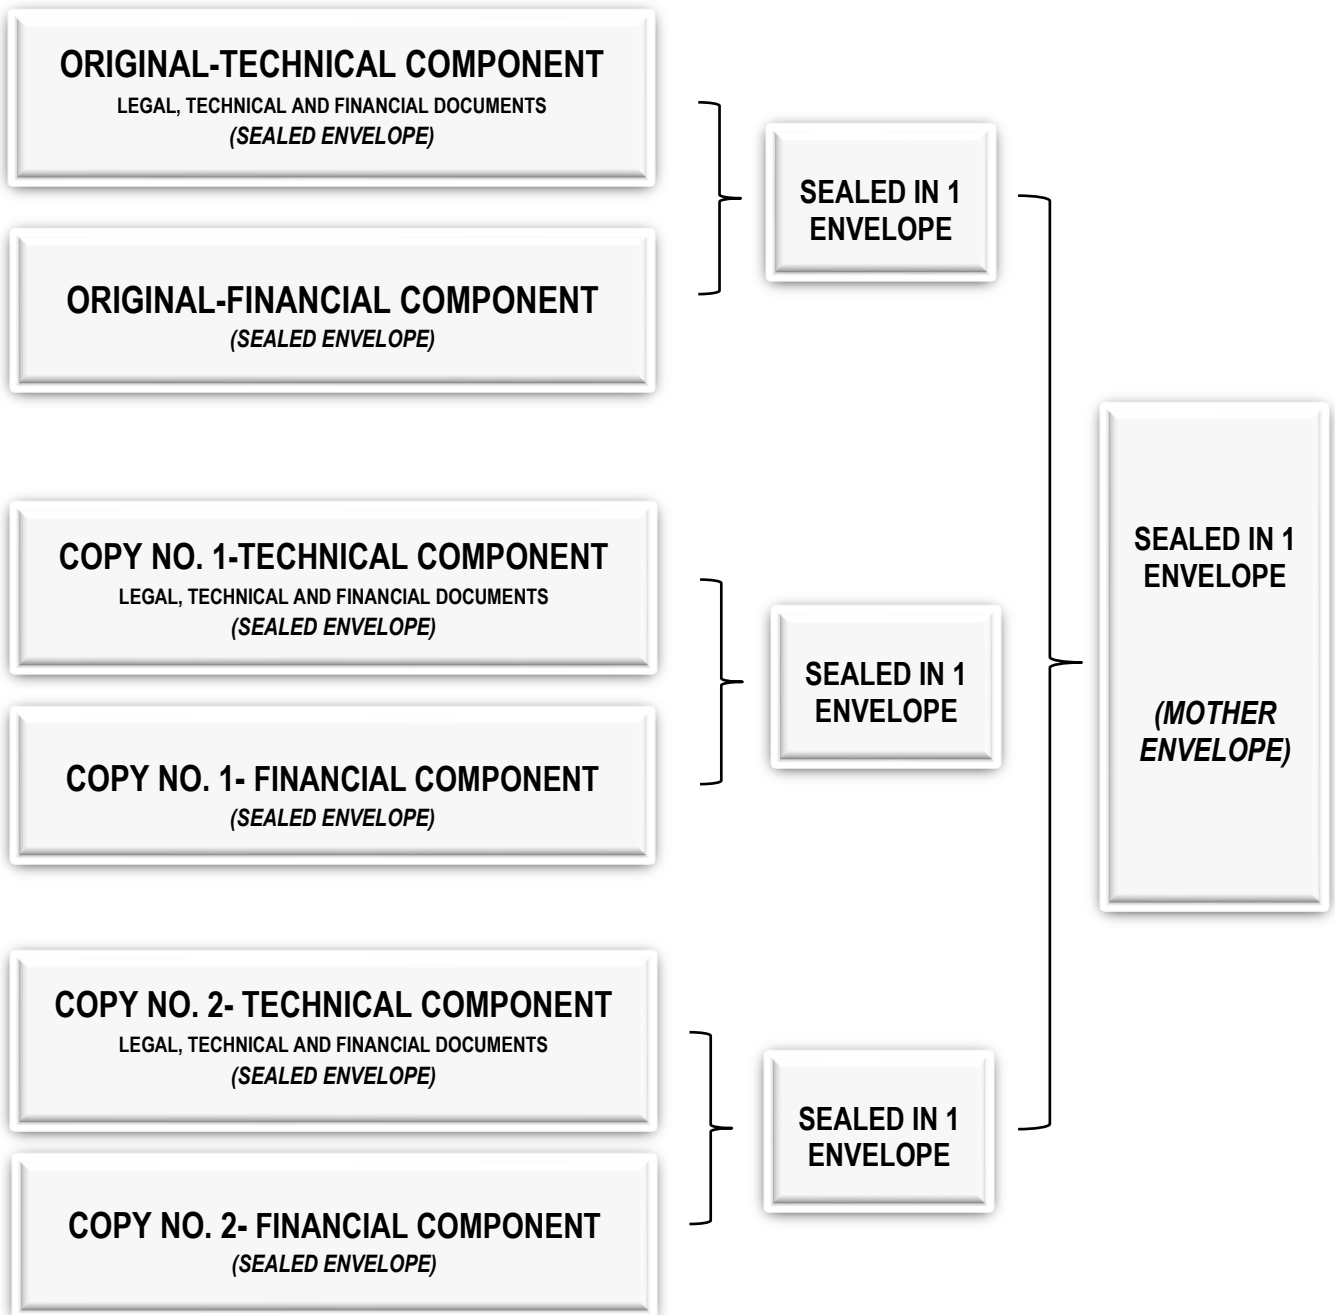 ORIGINAL-TECHNICAL COMPONENT
LEGAL, TECHNICAL AND FINANCIAL DOCUMENTS
(SEALED ENVELOPE)
ORIGINAL-FINANCIAL COMPONENT
(SEALED ENVELOPE)
SEALED IN 1
ENVELOPE
COPY NO. 1-TECHNICAL COMPONENT
LEGAL, TECHNICAL AND FINANCIAL DOCUMENTS
(SEALED ENVELOPE)
COPY NO. 1- FINANCIAL COMPONENT
(SEALED ENVELOPE)
SEALED IN 1
ENVELOPE
COPY NO. 2- TECHNICAL COMPONENT
LEGAL, TECHNICAL AND FINANCIAL DOCUMENTS
(SEALED ENVELOPE)
COPY NO. 2- FINANCIAL COMPONENT
(SEALED ENVELOPE)
SEALED IN 1
ENVELOPE
SEALED IN 1
ENVELOPE
(MOTHER
ENVELOPE)